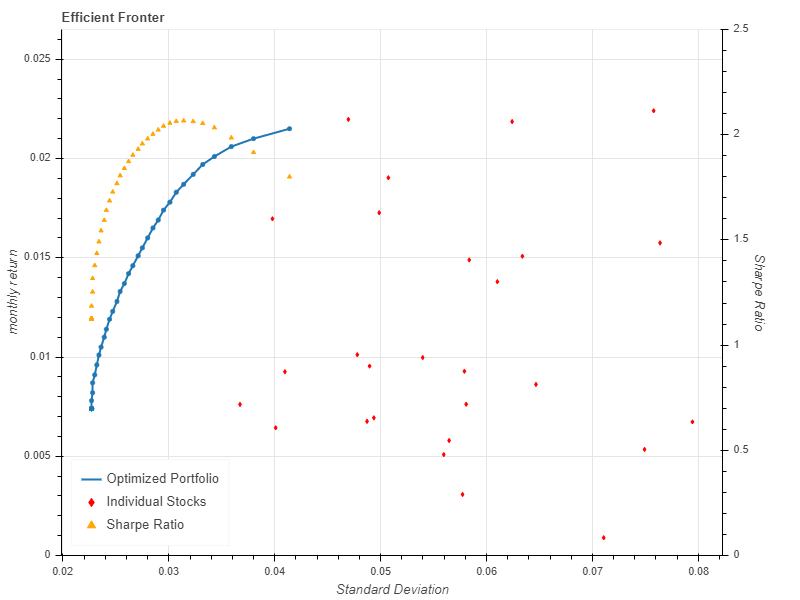 Efficient Fronter
0.025
0.02
0.015
0.01
0.005
0
monthly return
2.5
2
1.5
1
0.5
0
Sharpe Ratio
Optimized Portfolio
Individual Stocks
Sharpe Ratio
0.02 0.03 0.04 0.05 0.06 0.07 0.08
Standard Deviation